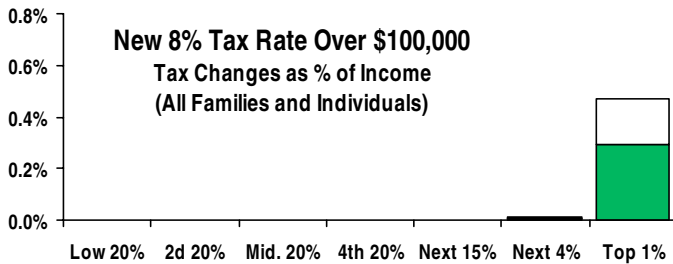 New 8% Tax Rate Over $100,000
Tax Changes as % of Income
(All Families and Individuals)
0.8%
0.6%
0.4%
0.2%
0.0%
Low 20% 2d 20% Mid. 20% 4th 20% Next 15% Next 4% Top 1%